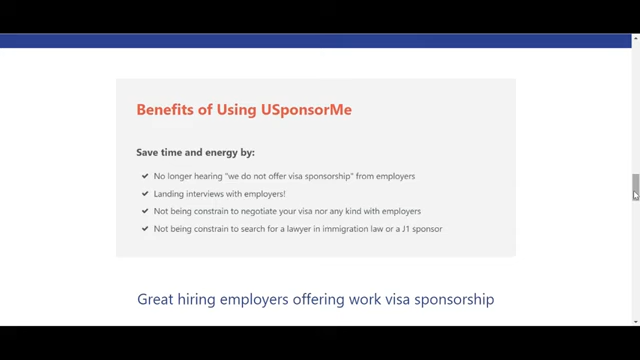 Benefits of Using USponsorMe
Save time and energy by:
No longer hearing "we do not offer visa sponsorship" from employers
Landing interviews with employers!
Not being constrain to negotiate your visa nor any kind with employers
Not being constrain to search for a lawyer in immigration law or a J1 sponsor
Great hiring employers offering work visa sponsorship